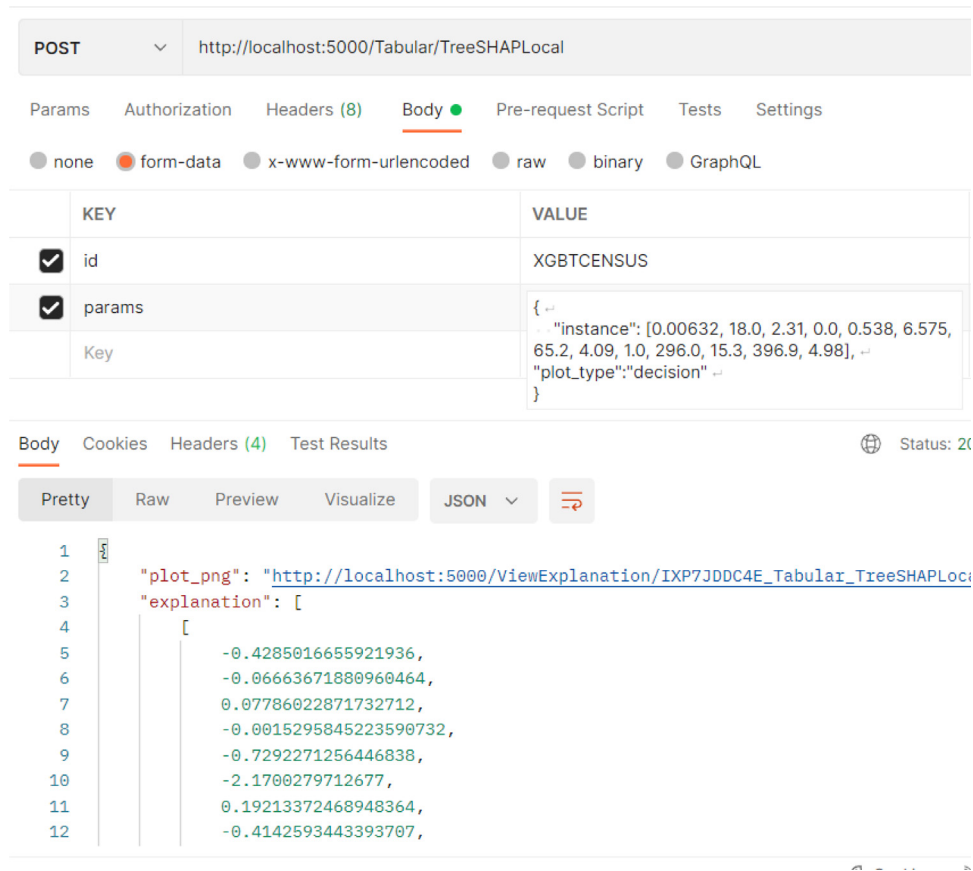 POST http://localhost:5000/Tabular/TreeSHAPLocal
Params Authorization Headers (8) Body Pre-request Script Tests Settings
none form-data x-www-form-urlencoded raw binary GraphQL
KEY VALUE
id XGBTCENSUS
params {
"instance": [0.00632, 18.0, 2.31, 0.0, 0.538, 6.575,
65.2, 4.09, 1.0, 296.0, 15.3, 396.9, 4.98],
"plot_type":"decision"
}
Key
Body Cookies Headers (4) Test Results Status: 20
Pretty Raw Preview Visualize JSON
1 {
2 "plot_png": "http://localhost:5000/ViewExplanation/IXP7JDDC4E_Tabular_TreeSHAPLoca
3 "explanation": [
4 [
5 -0.4285016655921936,
6 -0.06663671880960464,
7 0.07786022871732712,
8 -0.0015295845223590732,
9 -0.7292271256446838,
10 -2.1700279712677,
11 0.19213372468948364,
12 -0.41425934433937​07,